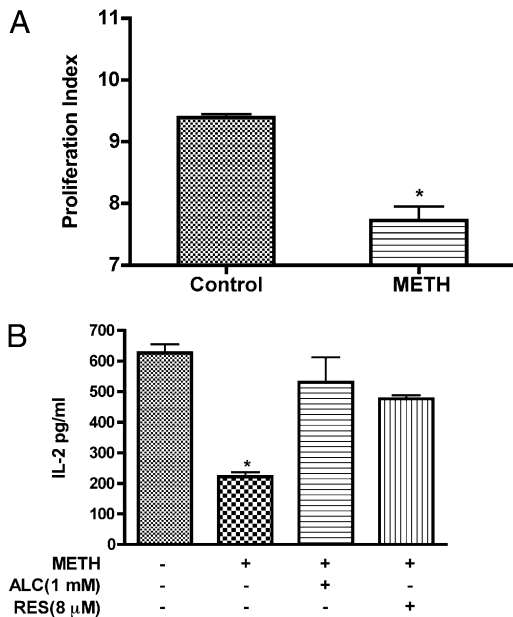 A
11
10
9
8
7
Proliferation Index
*
Control METH
B
700
600
500
400
300
200
100
0
IL-2 pg/ml
*
METH - + + +
ALC(1 mM) - - + -
RES(8 μM) - - - +